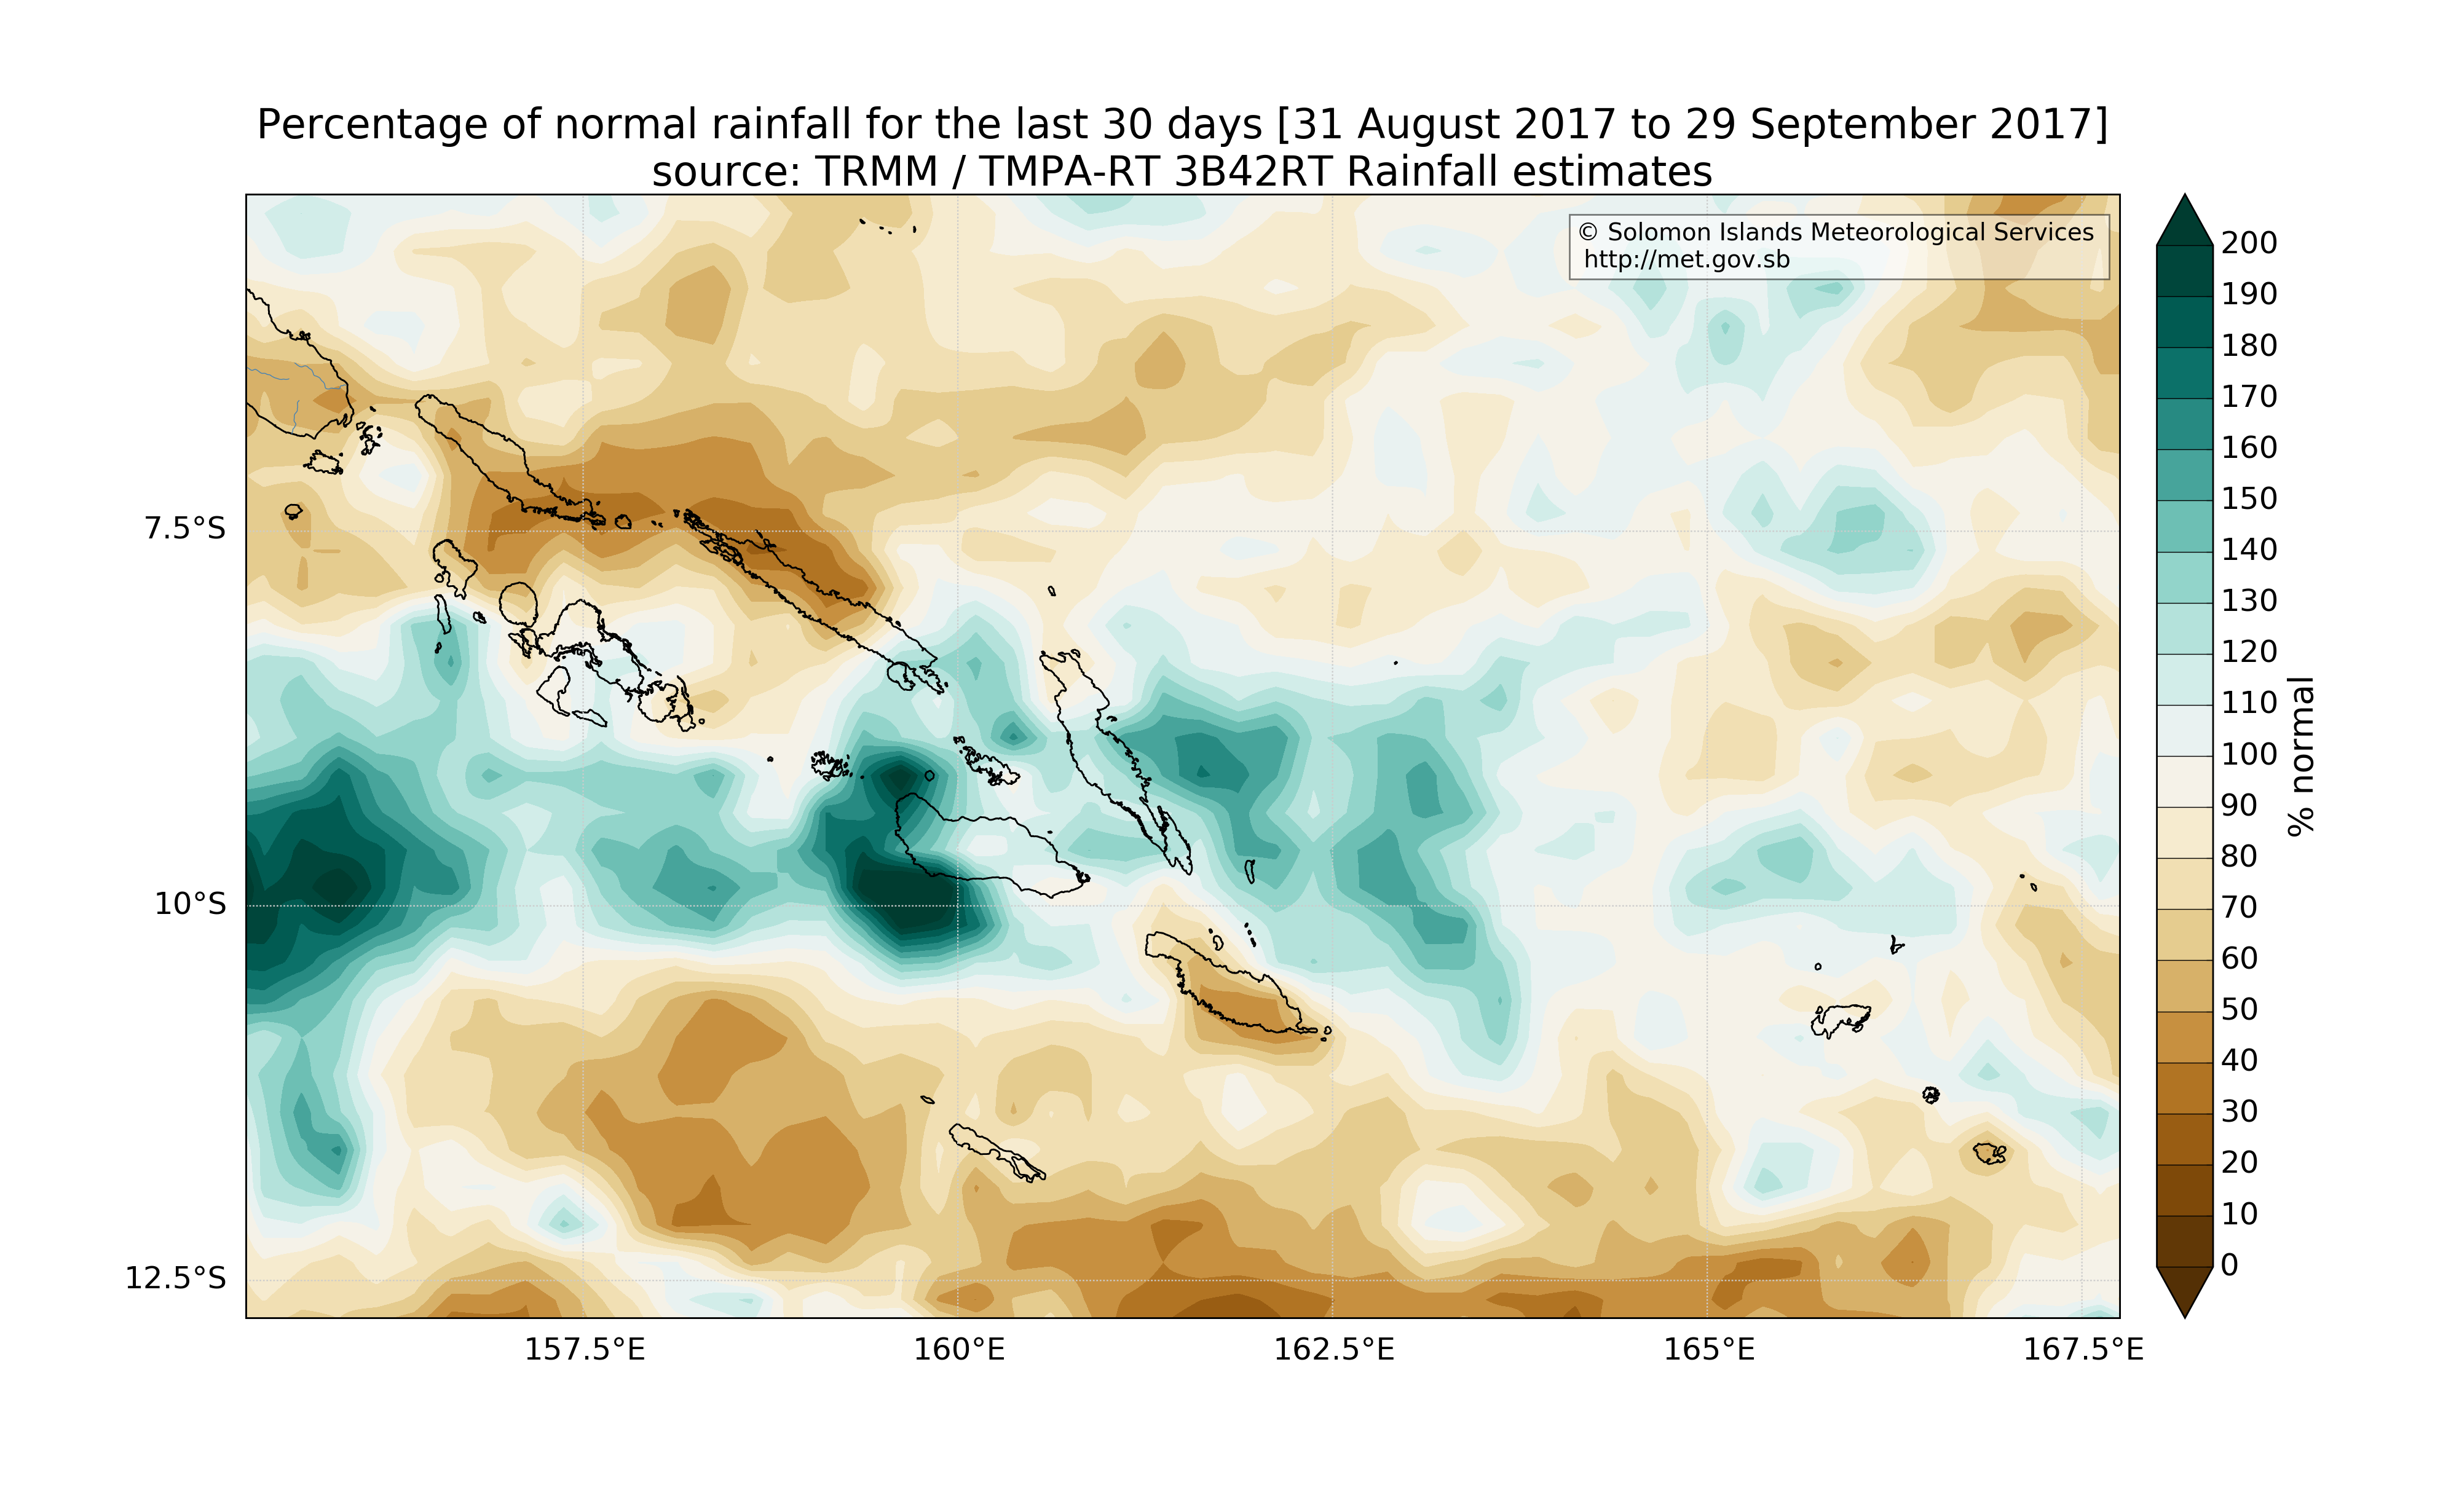 Percentage of normal rainfall for the last 30 days [31 August 2017 to 29 September 2017]
source: TRMM / TMPA-RT 3B42RT Rainfall estimates
© Solomon Islands Meteorological Services
http://met.gov.sb
7.5°S
10°S
12.5°S
157.5°E
160°E
162.5°E
165°E
167.5°E
200
190
180
170
160
150
140
130
120
110
100
90
80
70
60
50
40
30
20
10
0
% normal